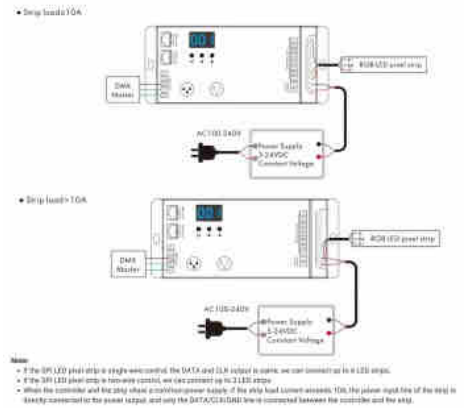 • Strip load≤10A
001
DMX
Master
RGB LED pixel strip
AC100-240V
Power Supply
5-24VDC
Constant Voltage
• Strip load>10A
001
DMX
Master
RGB LED pixel strip
AC100-240V
Power Supply
5-24VDC
Constant Voltage
Note:
• If the SPI LED pixel strip is single-wire control, the DATA and CLK output is same, we can connect up to 4 LED strips.
• If the SPI LED pixel strip is two-wire control, we can connect up to 2 LED strips.
• When the controller and the strip share a common power supply, if the strip load current exceeds 10A, the power input line of the strip is
directly connected to the power output, and only the DATA/CLK/GND line is connected between the controller and the strip.